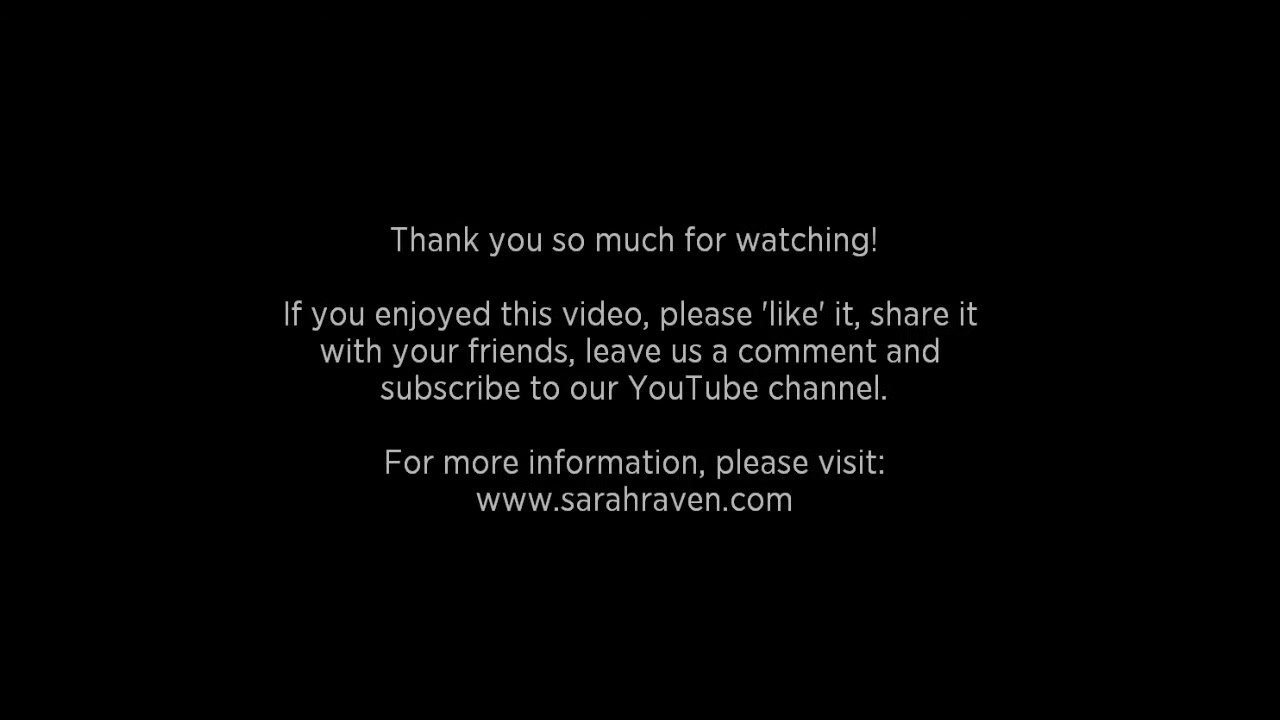 Thank you so much for watching!
If you enjoyed this video, please 'like' it, share it
with your friends, leave us a comment and
subscribe to our YouTube channel.
For more information, please visit:
www.sarahraven.com